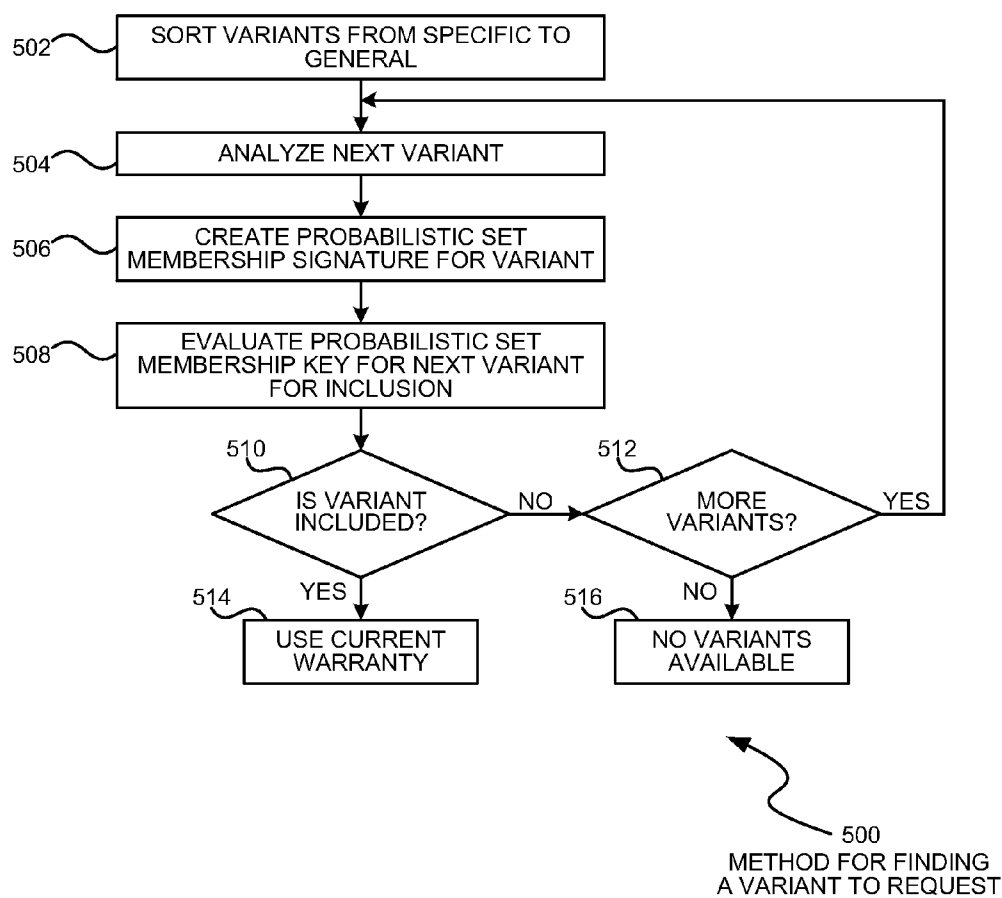 502
SORT VARIANTS FROM SPECIFIC TO
GENERAL
504
ANALYZE NEXT VARIANT
506
CREATE PROBABILISTIC SET
MEMBERSHIP SIGNATURE FOR VARIANT
508
EVALUATE PROBABILISTIC SET
MEMBERSHIP KEY FOR NEXT VARIANT
FOR INCLUSION
510
IS VARIANT
INCLUDED?
NO
512
MORE
VARIANTS?
YES
YES
NO
514
USE CURRENT
WARRANTY
516
NO VARIANTS
AVAILABLE
500
METHOD FOR FINDING
A VARIANT TO REQUEST